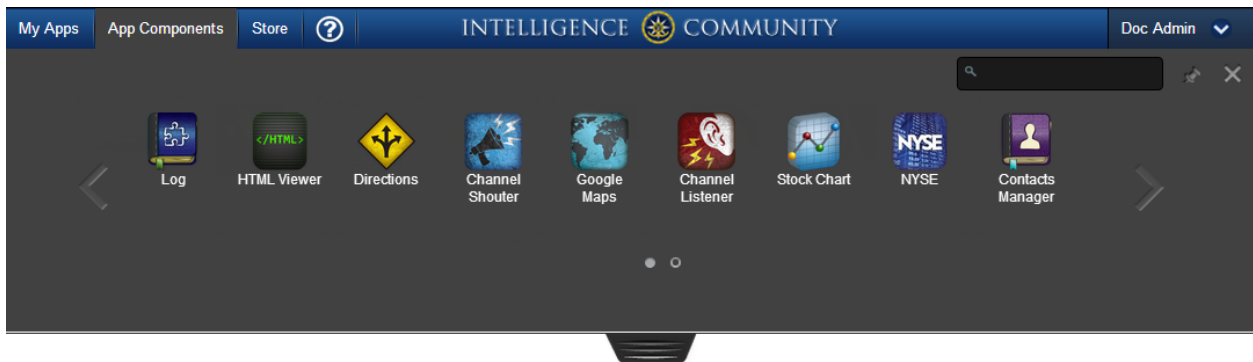 My Apps
App Components
Store
?
INTELLIGENCE COMMUNITY
Doc Admin
</HTML>
NYSE
Log
HTML Viewer
Directions
Channel
Shouter
Google
Maps
Channel
Listener
Stock Chart
NYSE
Contacts
Manager